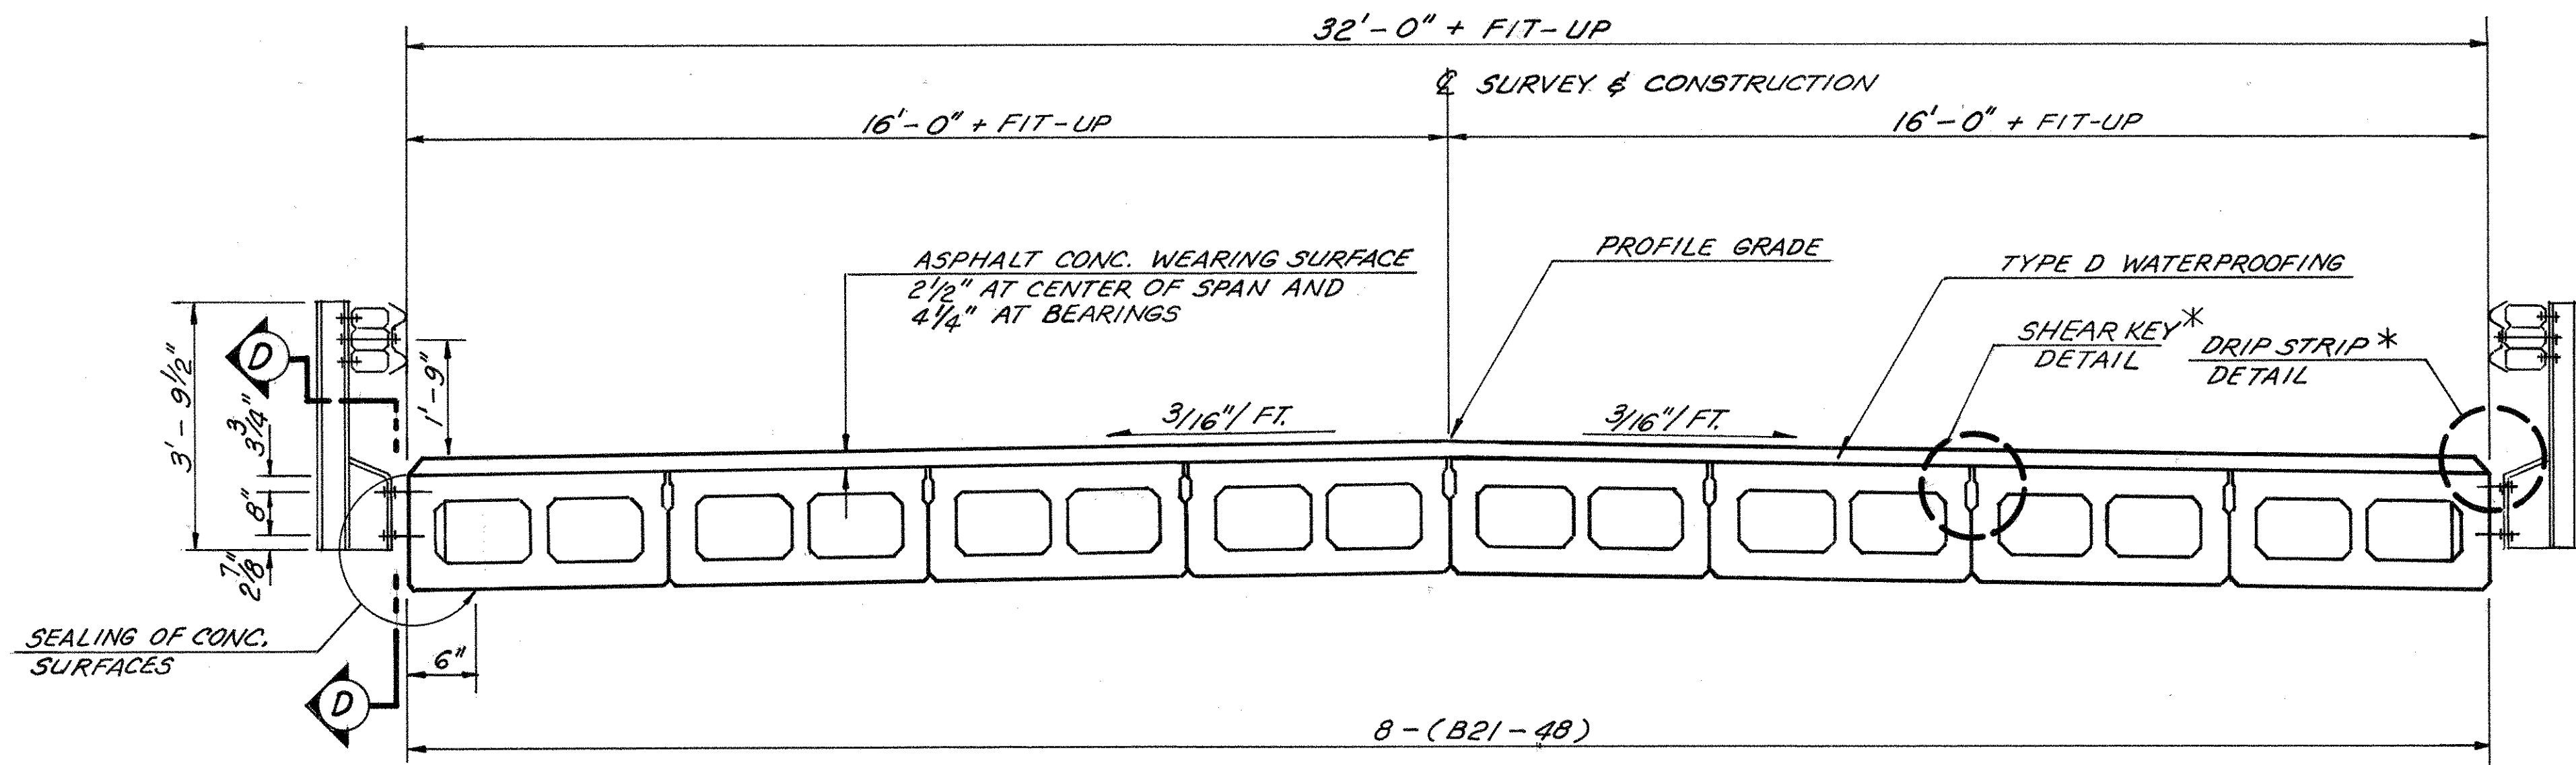 32'-0" + FIT-UP
℄ SURVEY & CONSTRUCTION
16'-0" + FIT-UP
16'-0" + FIT-UP
ASPHALT CONC. WEARING SURFACE
2 1/2" AT CENTER OF SPAN AND
4 1/4" AT BEARINGS
PROFILE GRADE
TYPE D WATERPROOFING
SHEAR KEY*
DETAIL
DRIP STRIP *
DETAIL
D
3'-9 1/2"
1'-9"
3 3/4"
8"
2 7/8"
3/16"/FT.
3/16"/FT.
SEALING OF CONC.
SURFACES
6"
D
8-(B21-48)